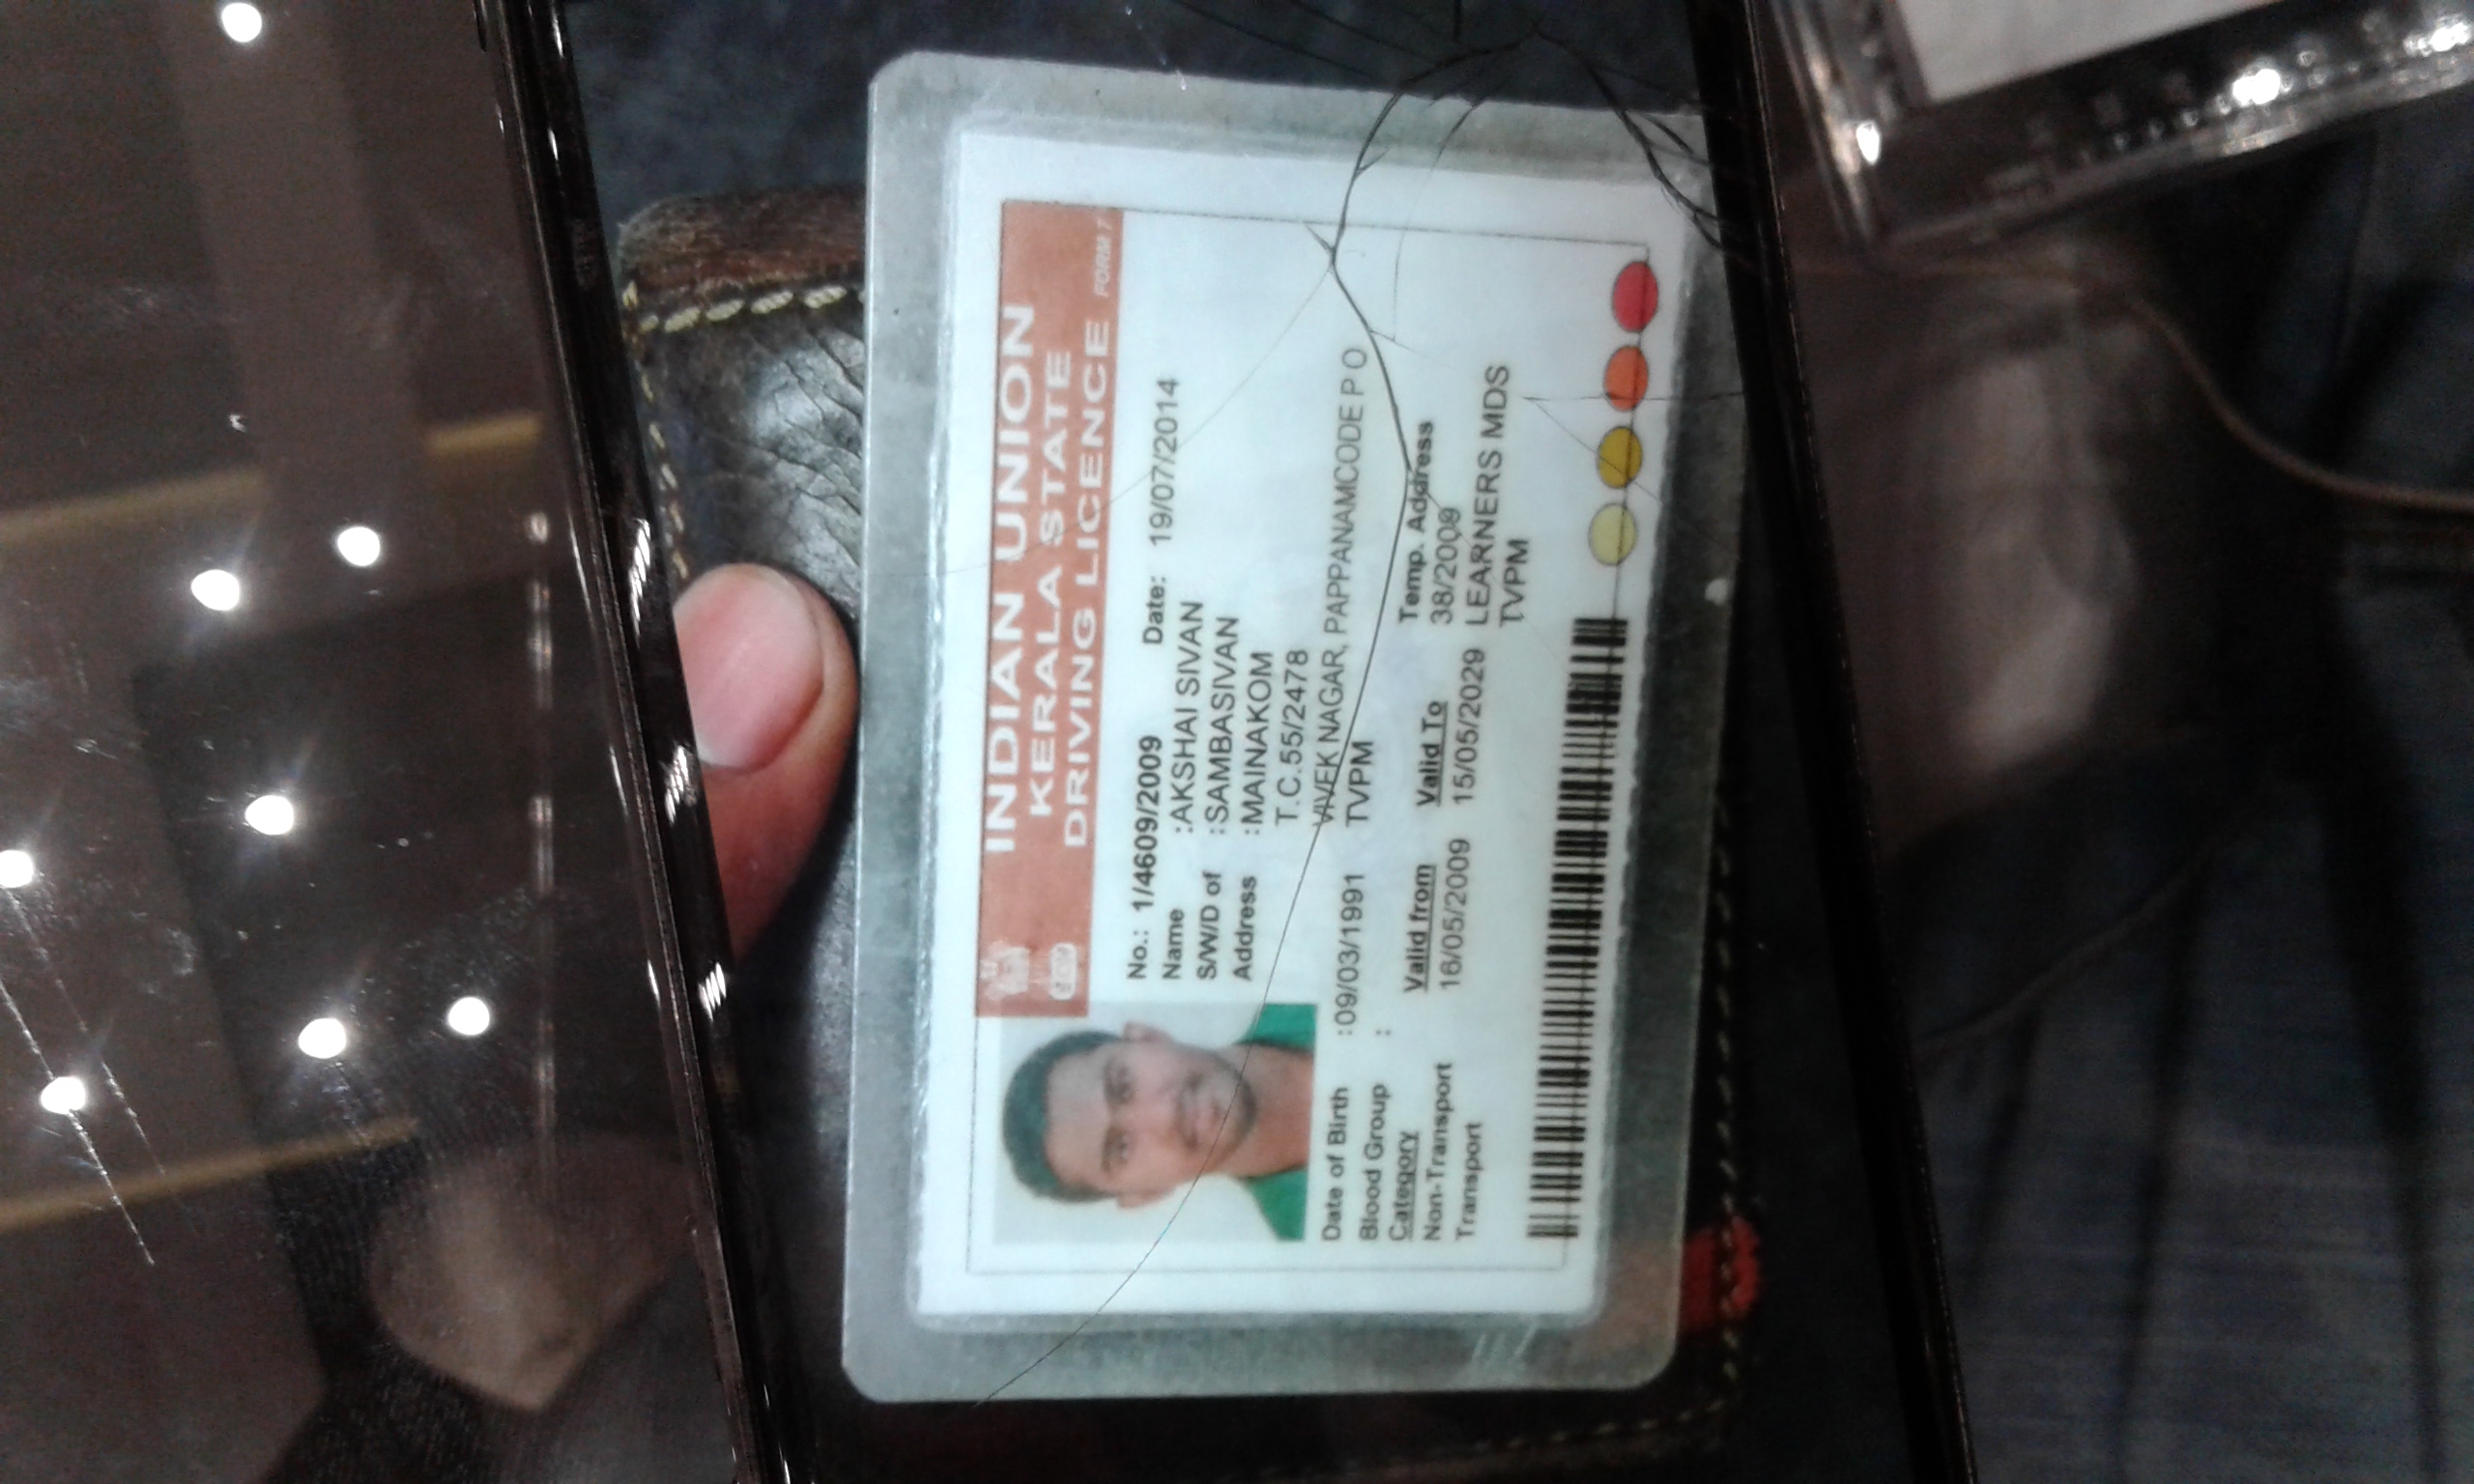 INDIAN UNION
KERALA STATE
DRIVING LICENCE FORM 7
No.: 1/4609/2009 Date: 19/07/2014
Name :AKSHAI SIVAN
S/W/D of :SAMBASIVAN
Address :MAINAKOM
T.C.55/2478
VIVEK NAGAR, PAPPANAMCODE P O
TVPM
Date of Birth :09/03/1991
Blood Group :
Category Valid from Valid To
Non-Transport 16/05/2009 15/05/2029
Transport
Temp. Address
38/2009
LEARNERS MDS
TVPM